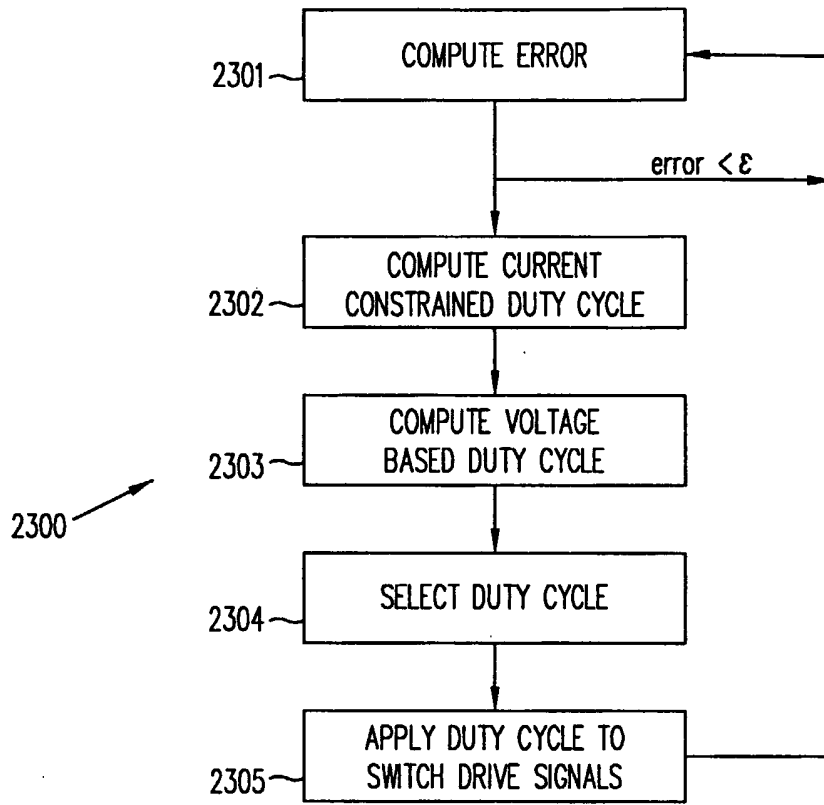 COMPUTE ERROR
2301
error < ε
COMPUTE CURRENT
CONSTRAINED DUTY CYCLE
2302
COMPUTE VOLTAGE
BASED DUTY CYCLE
2303
2300
SELECT DUTY CYCLE
2304
APPLY DUTY CYCLE TO
SWITCH DRIVE SIGNALS
2305